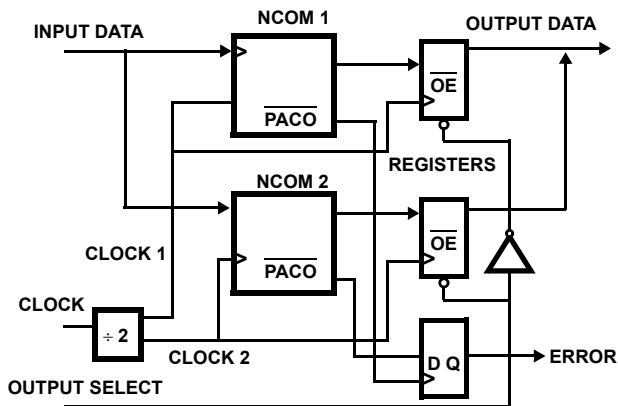 NCOM 1
OUTPUT DATA
INPUT DATA
OE
PACO
REGISTERS
NCOM 2
CLOCK 1
OE
PACO
CLOCK
÷ 2
CLOCK 2
D Q
ERROR
OUTPUT SELECT